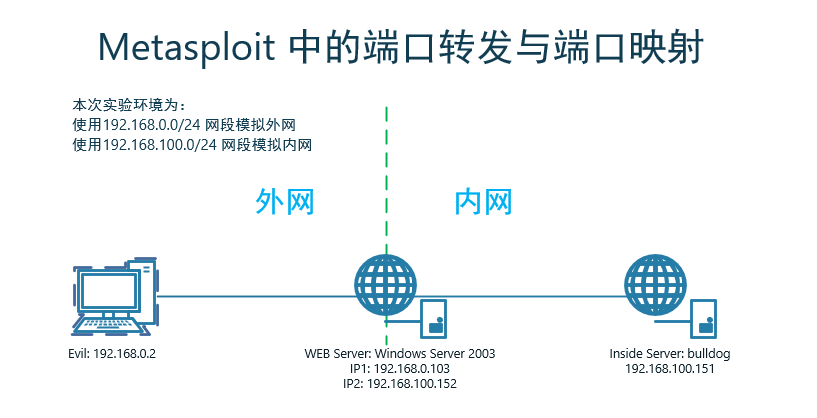 Metasploit 中的端口转发与端口映射
本次实验环境为：
使用192.168.0.0/24 网段模拟外网
使用192.168.100.0/24 网段模拟内网
外网
内网
Evil: 192.168.0.2
WEB Server: Windows Server 2003
IP1: 192.168.0.103
IP2: 192.168.100.152
Inside Server: bulldog
192.168.100.151